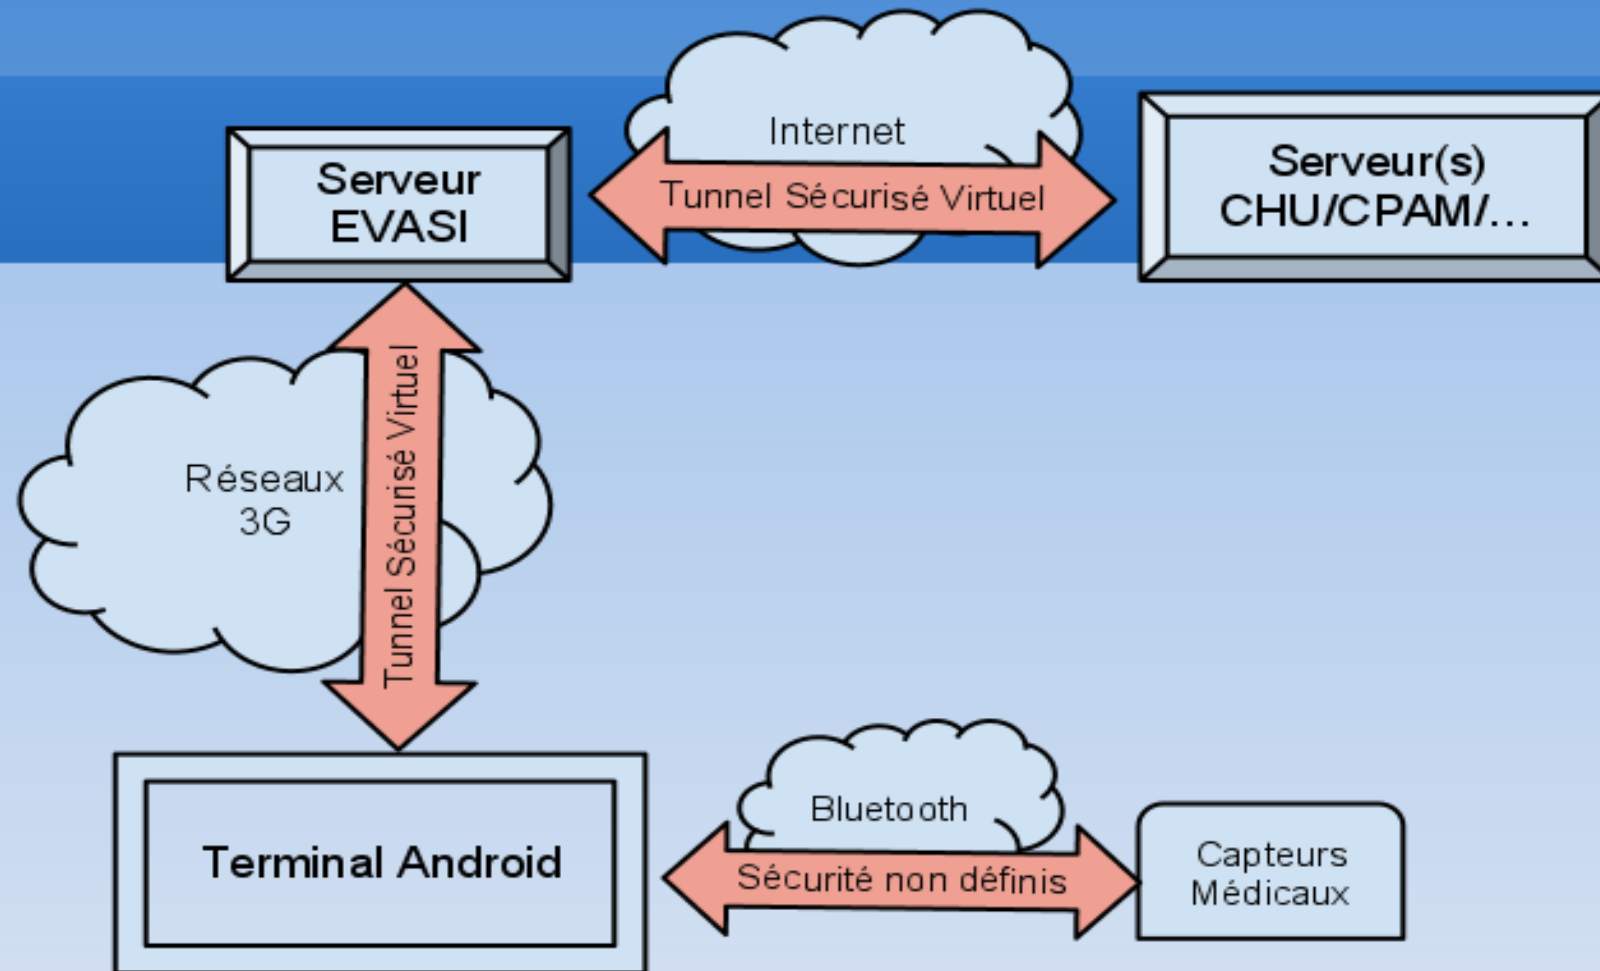 Internet
Serveur
EVASI
Tunnel Sécurisé Virtuel
Serveur(s)
CHU/CPAM/...
Réseaux
3G
Tunnel Sécurisé Virtuel
Terminal Android
Bluetooth
Sécurité non définis
Capteurs
Médicaux